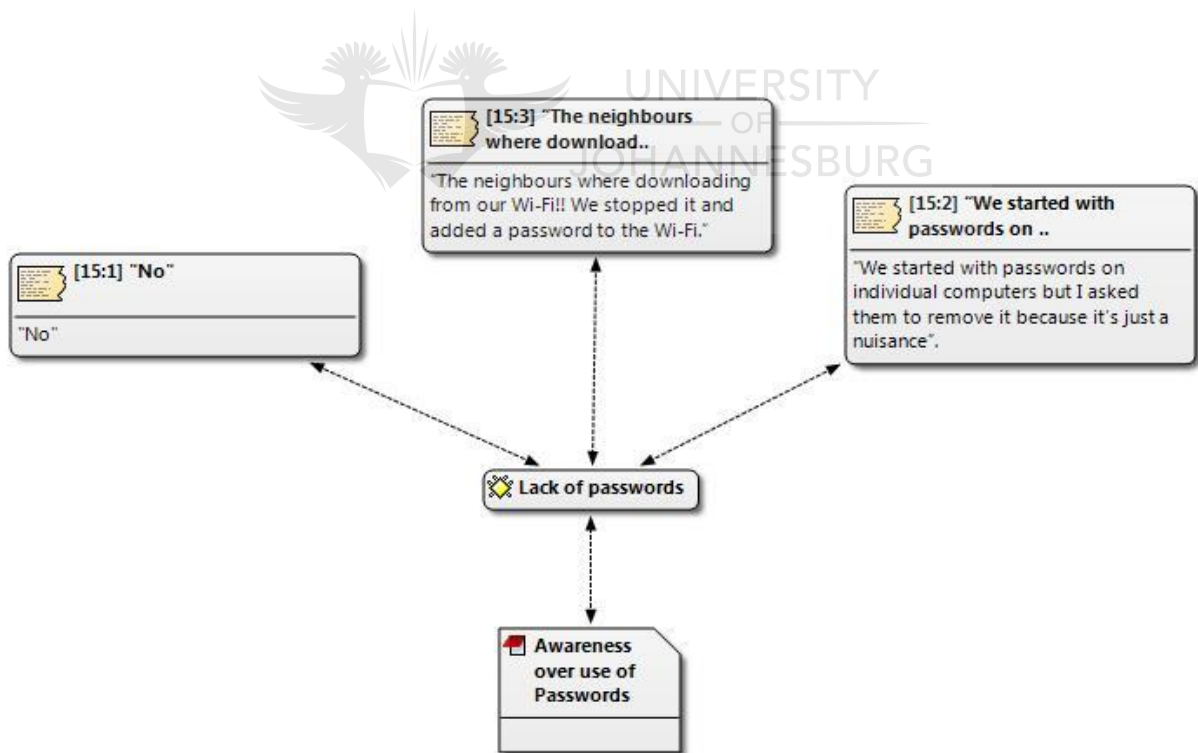 UNIVERSITY
OF
JOHANNESBURG
[15:3] "The neighbours
where download..
"The neighbours where downloading
from our Wi-Fi!! We stopped it and
added a password to the Wi-Fi."
[15:2] "We started with
passwords on ..
"We started with passwords on
individual computers but I asked
them to remove it because it's just a
nuisance".
[15:1] "No"
"No"
Lack of passwords
Awareness
over use of
Passwords